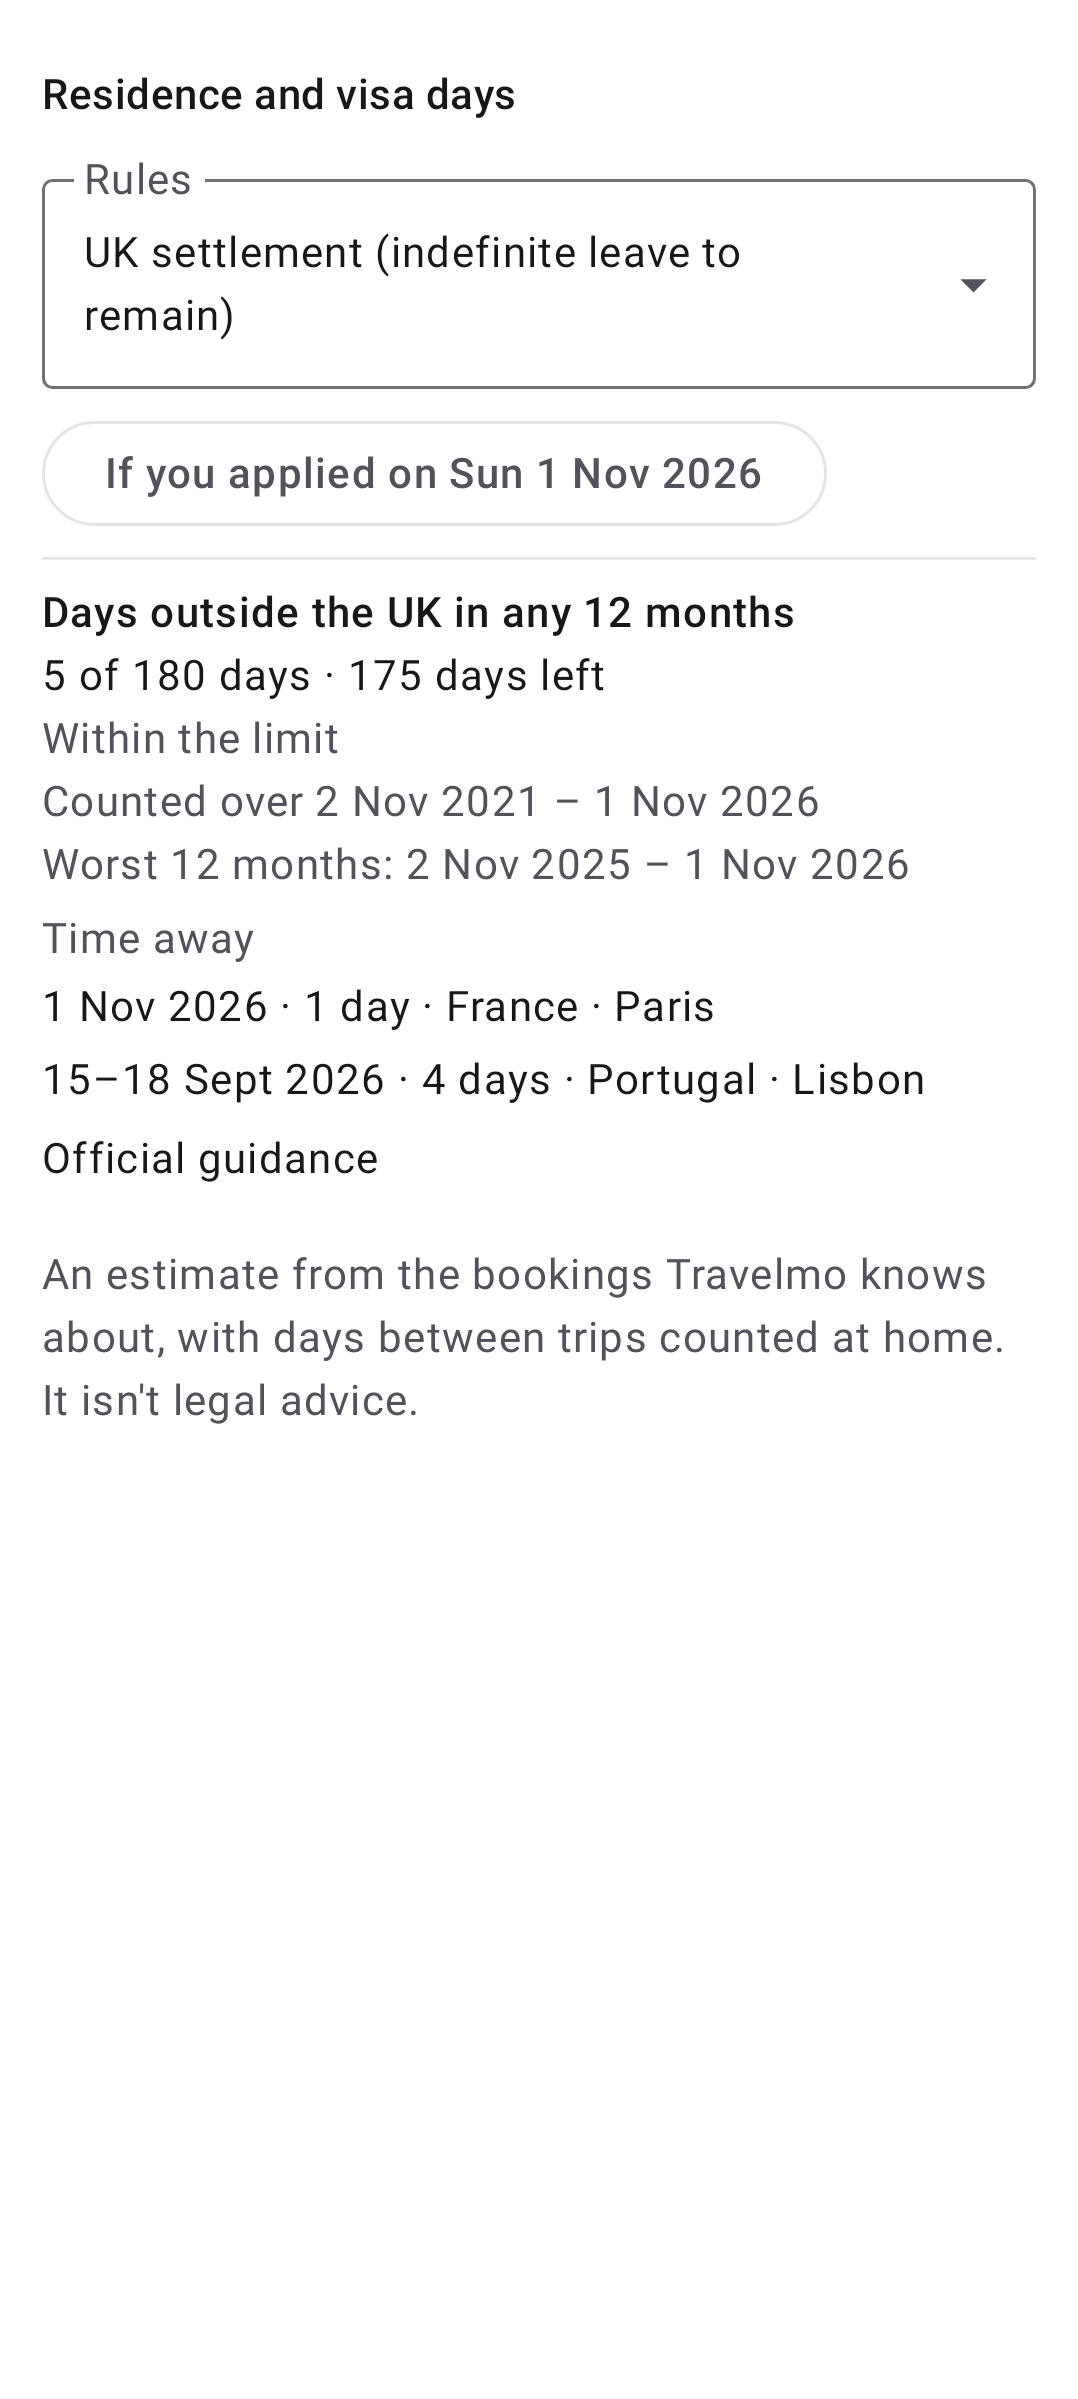 Residence and visa days
Rules
UK settlement (indefinite leave to
remain)
If you applied on Sun 1 Nov 2026
Days outside the UK in any 12 months
5 of 180 days · 175 days left
Within the limit
Counted over 2 Nov 2021 – 1 Nov 2026
Worst 12 months: 2 Nov 2025 – 1 Nov 2026
Time away
1 Nov 2026 · 1 day · France · Paris
15–18 Sept 2026 · 4 days · Portugal · Lisbon
Official guidance
An estimate from the bookings Travelmo knows
about, with days between trips counted at home.
It isn't legal advice.